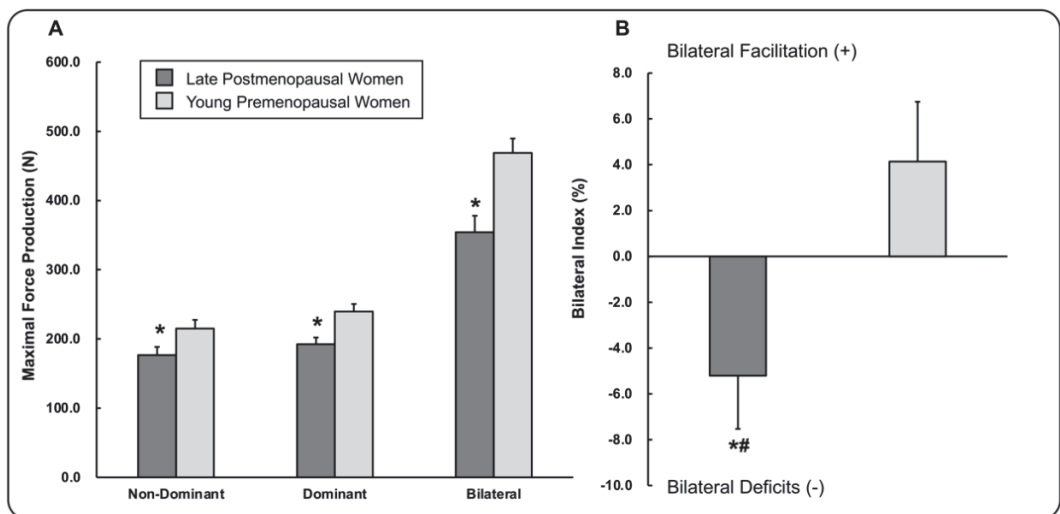 A
600.0
500.0
400.0
300.0
200.0
100.0
0.0
Maximal Force Production (N)
Late Postmenopausal Women
Young Premenopausal Women
*
*
*
Non-Dominant Dominant Bilateral
B
Bilateral Facilitation (+)
8.0
6.0
4.0
2.0
0.0
-2.0
-4.0
-6.0
-8.0
-10.0
Bilateral Index (%)
*#
Bilateral Deficits (-)